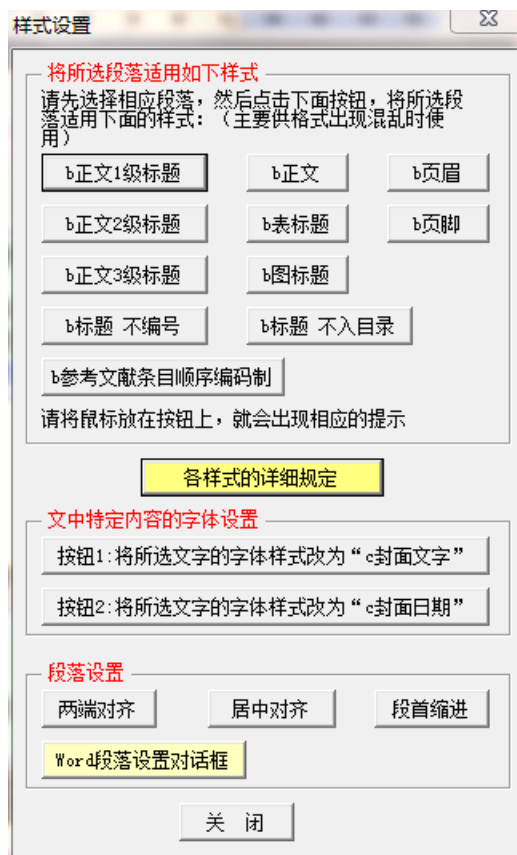 样式设置
将所选段落适用如下样式
请先选择相应段落，然后点击下面按钮，将所选段
落适用下面的样式：（主要供格式出现混乱时使
用）
b正文1级标题 b正文 b页眉
b正文2级标题 b表标题 b页脚
b正文3级标题 b图标题
b标题 不编号 b标题 不入目录
b参考文献条目顺序编码制
请将鼠标放在按钮上，就会出现相应的提示
各样式的详细规定
文中特定内容的字体设置
按钮1:将所选文字的字体样式改为“c封面文字”
按钮2:将所选文字的字体样式改为“c封面日期”
段落设置
两端对齐 居中对齐 段首缩进
Word段落设置对话框
关 闭